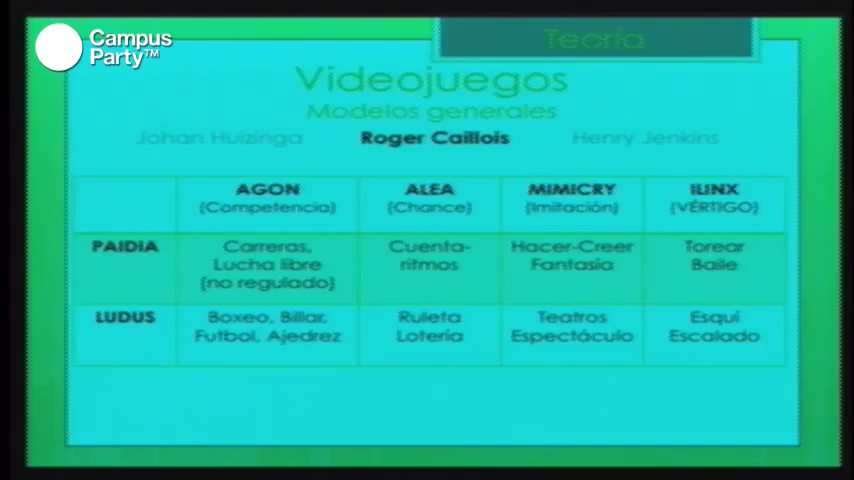 Campus
Party™
Teoría
Videojuegos
Modelos generales
Johan Huizinga Roger Caillois Henry Jenkins
AGON ALEA MIMICRY ILINX
(Competencia) (Chance) (Imitación) (VÉRTIGO)
PAIDIA Carreras, Cuenta- Hacer-Creer Torear
Lucha libre ritmos Fantasía Baile
(no regulado)
LUDUS Boxeo, Billar, Ruleta Teatros Esquí
Futbol, Ajedrez Lotería Espectáculo Escalado